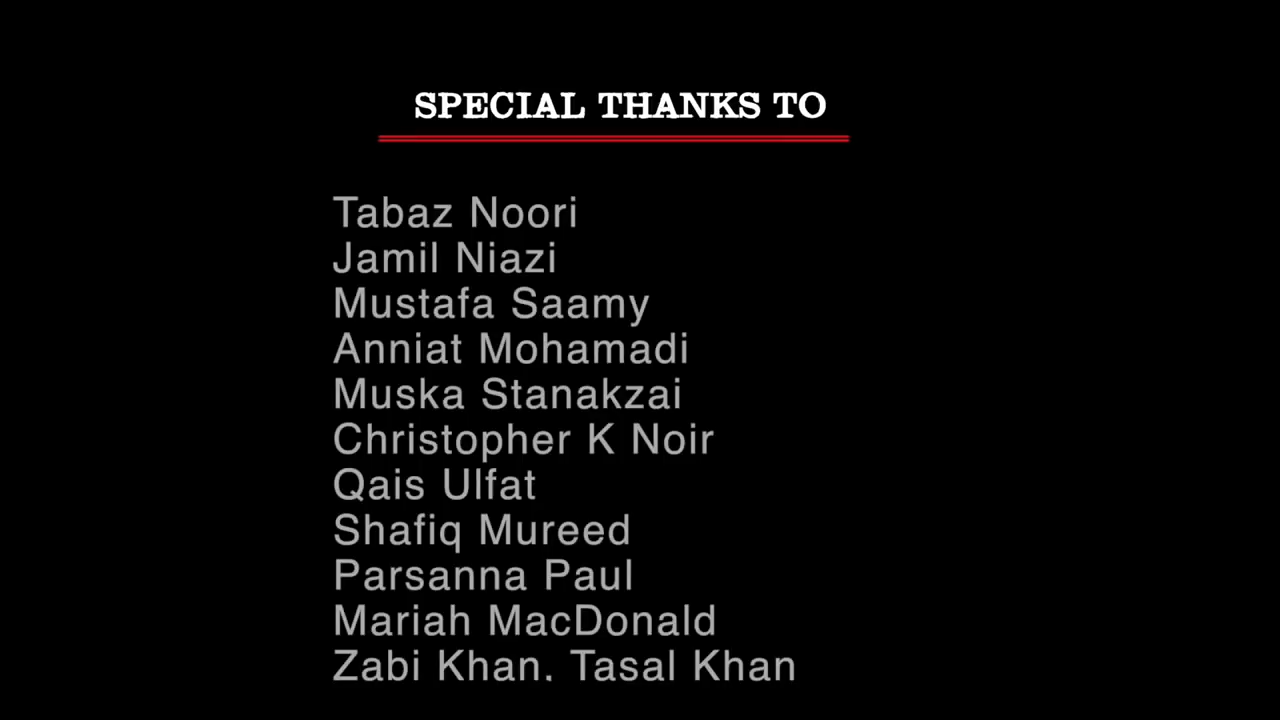 SPECIAL THANKS TO
Tabaz Noori
Jamil Niazi
Mustafa Saamy
Anniat Mohamadi
Muska Stanakzai
Christopher K Noir
Qais Ulfat
Shafiq Mureed
Parsanna Paul
Mariah MacDonald
Zabi Khan. Tasal Khan